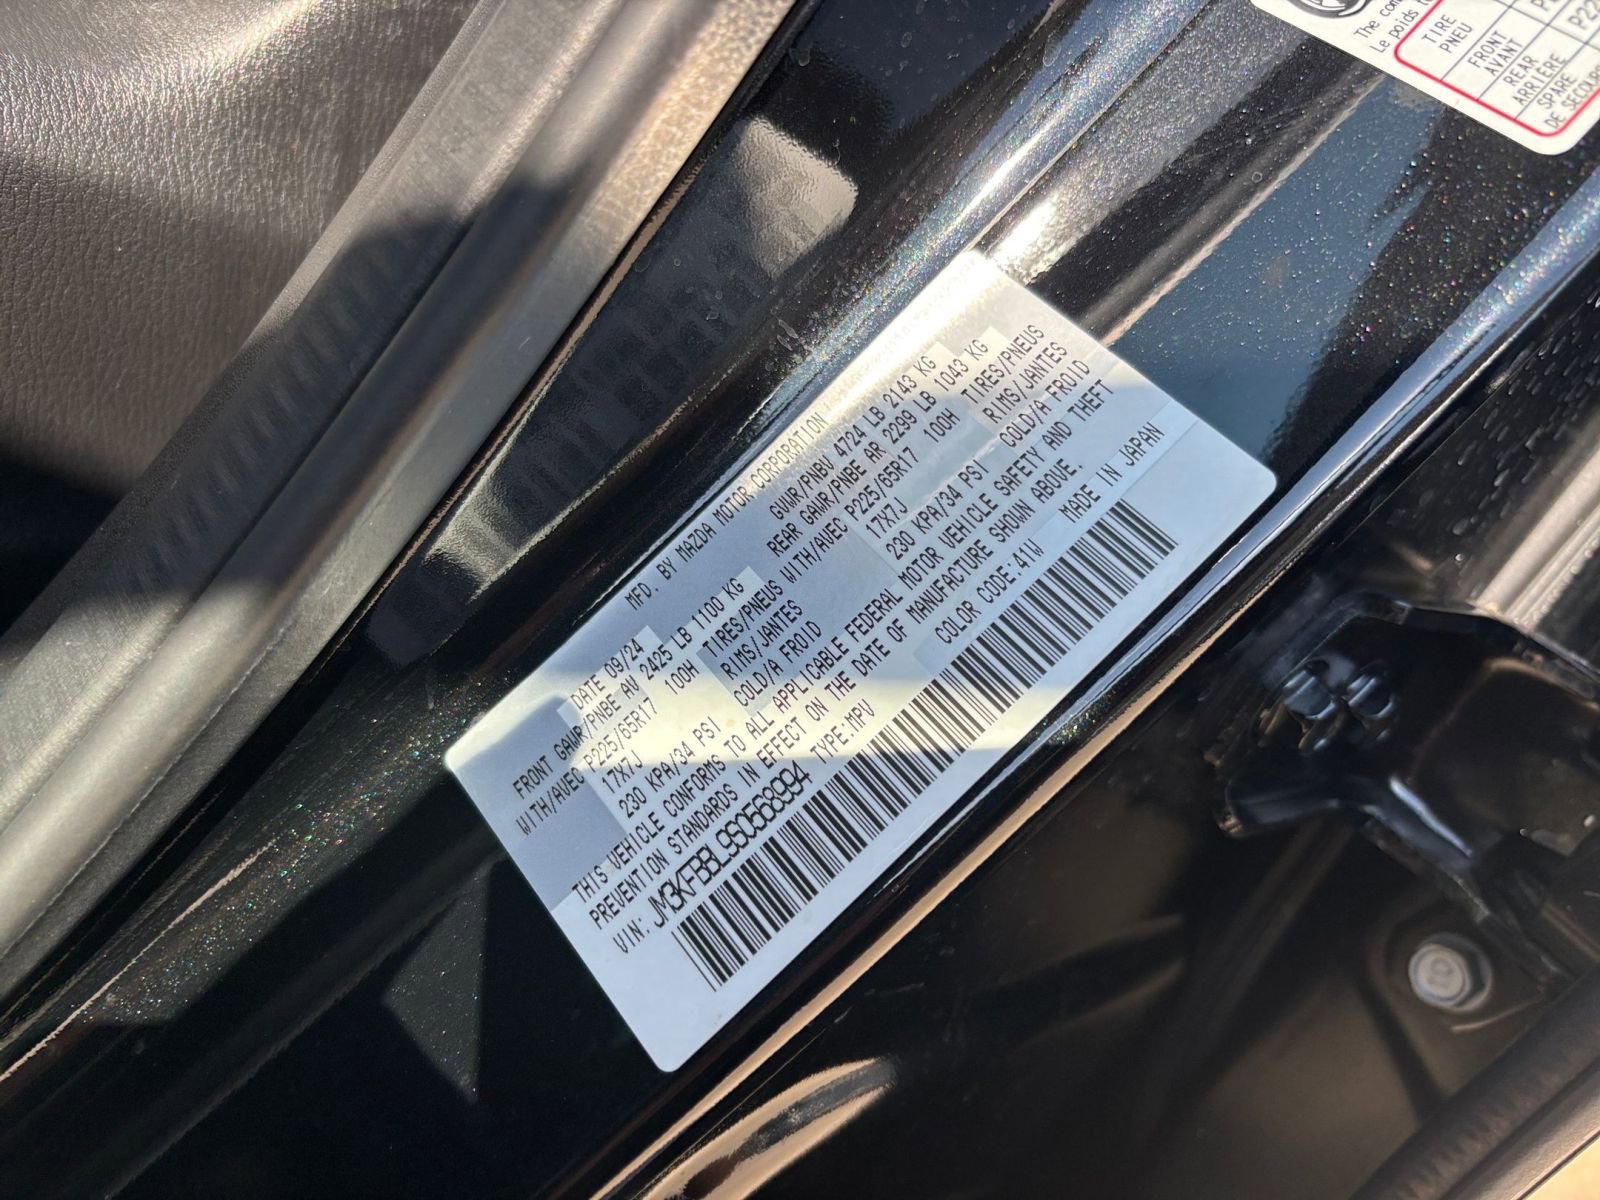 MFD. BY MAZDA MOTOR CORPORATION
DATE 09/24 GVWR/PNBV 4724 LB 2143 KG
FRONT GAWR/PNBE AV 2425 LB 1100 KG REAR GAWR/PNBE AR 2299 LB 1043 KG
WITH/AVEC P225/65R17 100H TIRES/PNEUS WITH/AVEC P225/65R17 100H TIRES/PNEUS
17X7J RIMS/JANTES 17X7J RIMS/JANTES
230 KPA/34 PSI COLD/A FROID 230 KPA/34 PSI COLD/A FROID
THIS VEHICLE CONFORMS TO ALL APPLICABLE FEDERAL MOTOR VEHICLE SAFETY AND THEFT
PREVENTION STANDARDS IN EFFECT ON THE DATE OF MANUFACTURE SHOWN ABOVE.
VIN: JM3KFBBL9S0568994 TYPE:MPV COLOR CODE:41W MADE IN JAPAN
The
Le poids
TIRE
PNEU
FRONT
AVANT
REAR
ARRIÈRE
SPARE
DE SECOURS